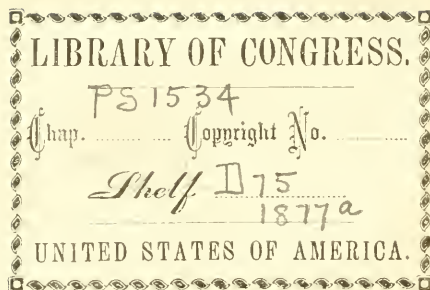 LIBRARY OF CONGRESS.
PS1534
Chap. ........ Copyright No. ........
Shelf D75
1877a
UNITED STATES OF AMERICA.